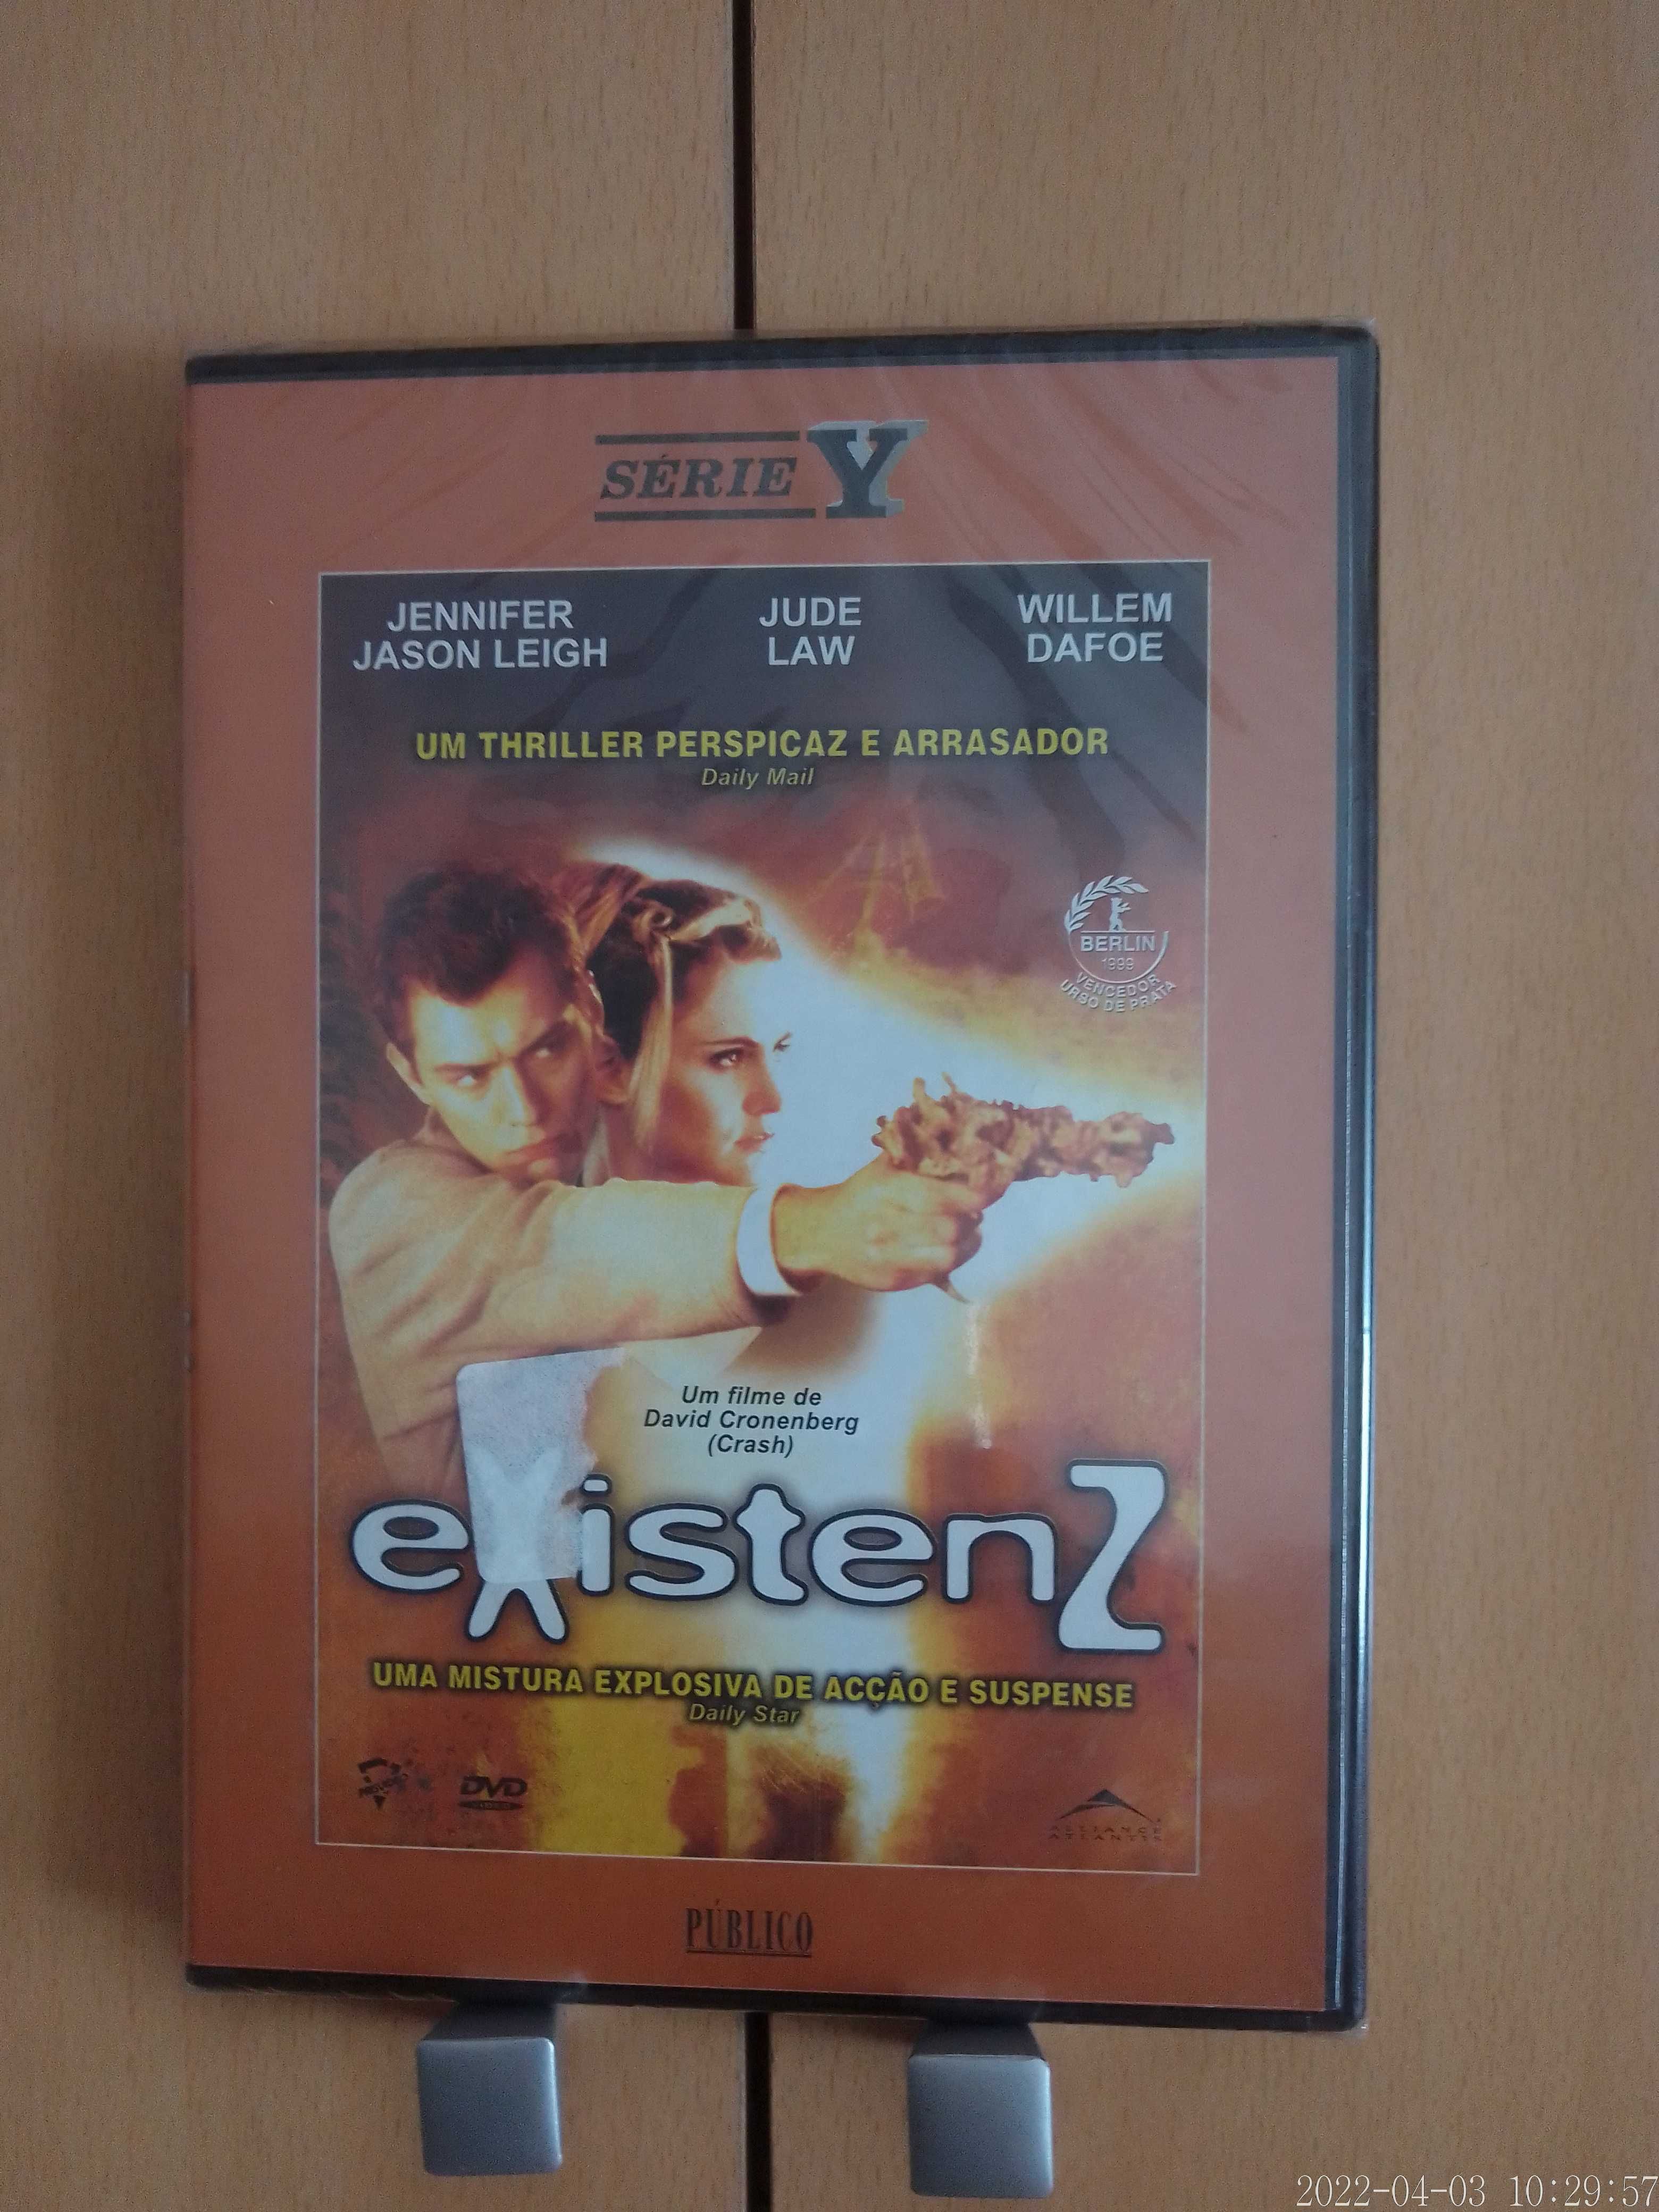 SÉRIE Y
JENNIFER
JASON LEIGH
JUDE
LAW
WILLEM
DAFOE
UM THRILLER PERSPICAZ E ARRASADOR
Daily Mail
BERLIN
1999
VENCEDOR
URSO DE PRATA
Um filme de
David Cronenberg
(Crash)
eXistenZ
UMA MISTURA EXPLOSIVA DE ACÇÃO E SUSPENSE
Daily Star
DVD
ALLIANCE
ATLANTIS
PÚBLICO
2022-04-03 10:29:57